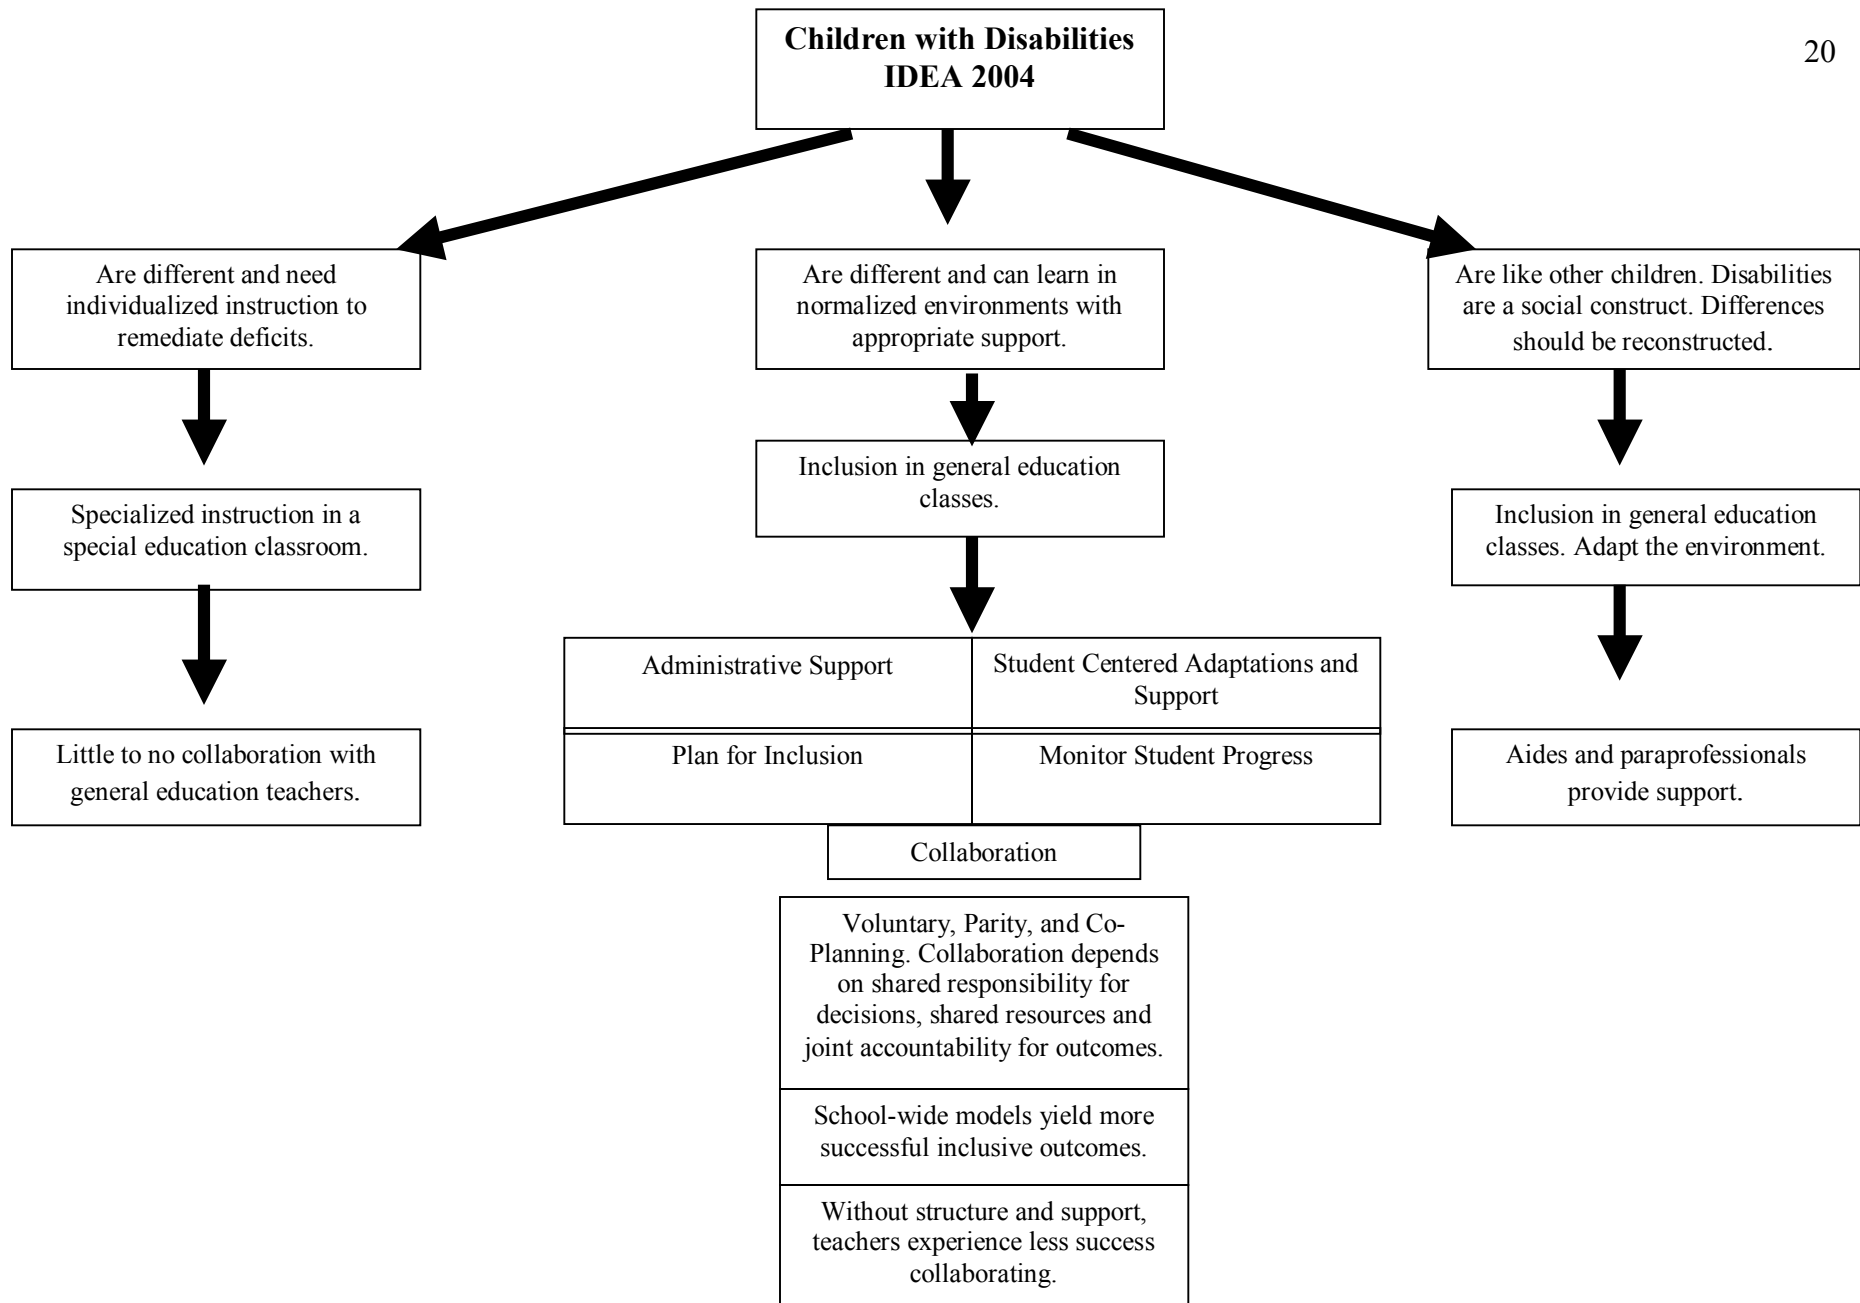 Children with Disabilities
IDEA 2004
20
Are different and need
individualized instruction to
remediate deficits.
Are different and can learn in
normalized environments with
appropriate support.
Are like other children. Disabilities
are a social construct. Differences
should be reconstructed.
Inclusion in general education
classes.
Specialized instruction in a
special education classroom.
Inclusion in general education
classes. Adapt the environment.
Administrative Support
Student Centered Adaptations and
Support
Plan for Inclusion
Monitor Student Progress
Little to no collaboration with
general education teachers.
Aides and paraprofessionals
provide support.
Collaboration
Voluntary, Parity, and Co-
Planning. Collaboration depends
on shared responsibility for
decisions, shared resources and
joint accountability for outcomes.
School-wide models yield more
successful inclusive outcomes.
Without structure and support,
teachers experience less success
collaborating.